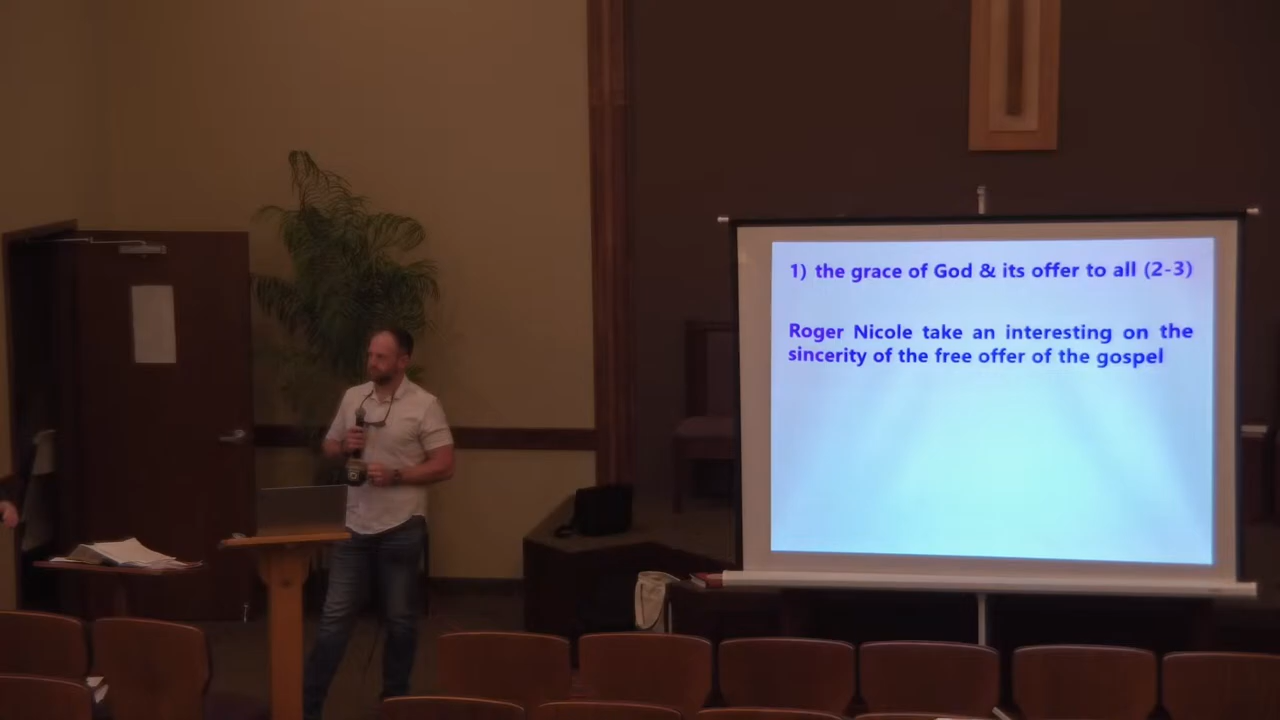 1) the grace of God & its offer to all (2-3)
Roger Nicole take an interesting on the
sincerity of the free offer of the gospel